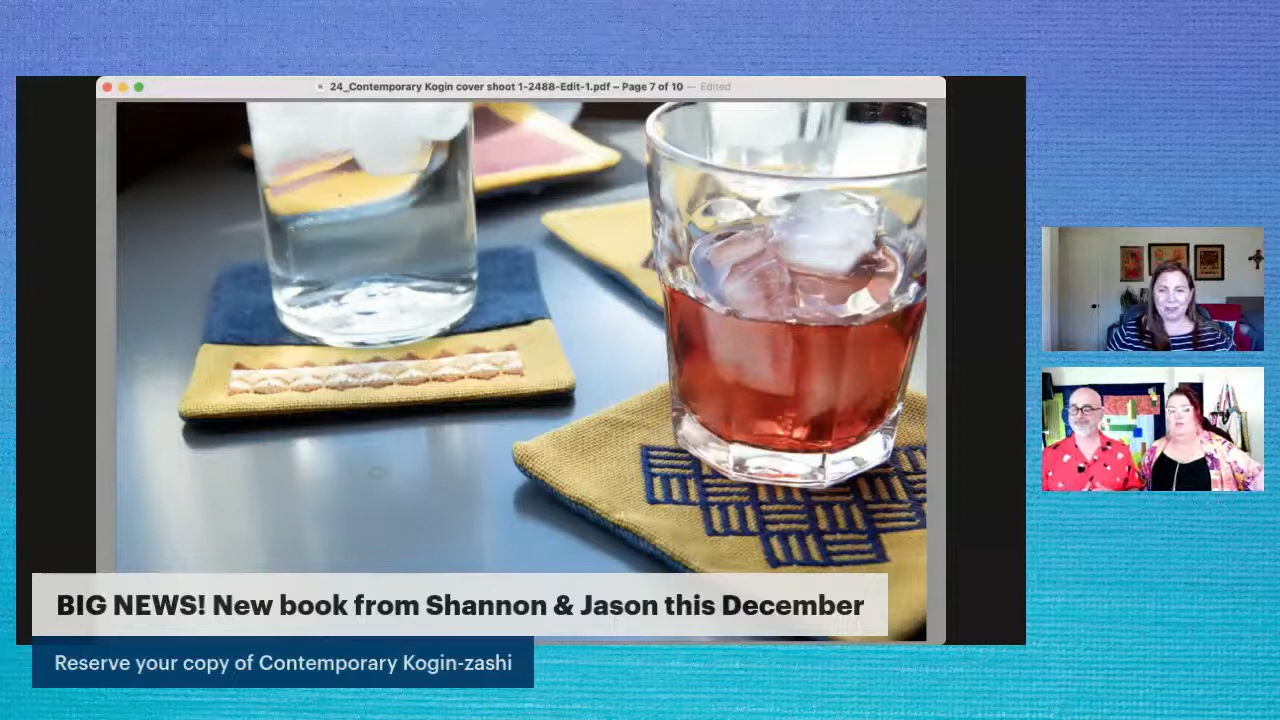 24_Contemporary Kogin cover shoot 1-2488-Edit-1.pdf – Page 7 of 10 — Edited
BIG NEWS! New book from Shannon & Jason this December
Reserve your copy of Contemporary Kogin-zashi